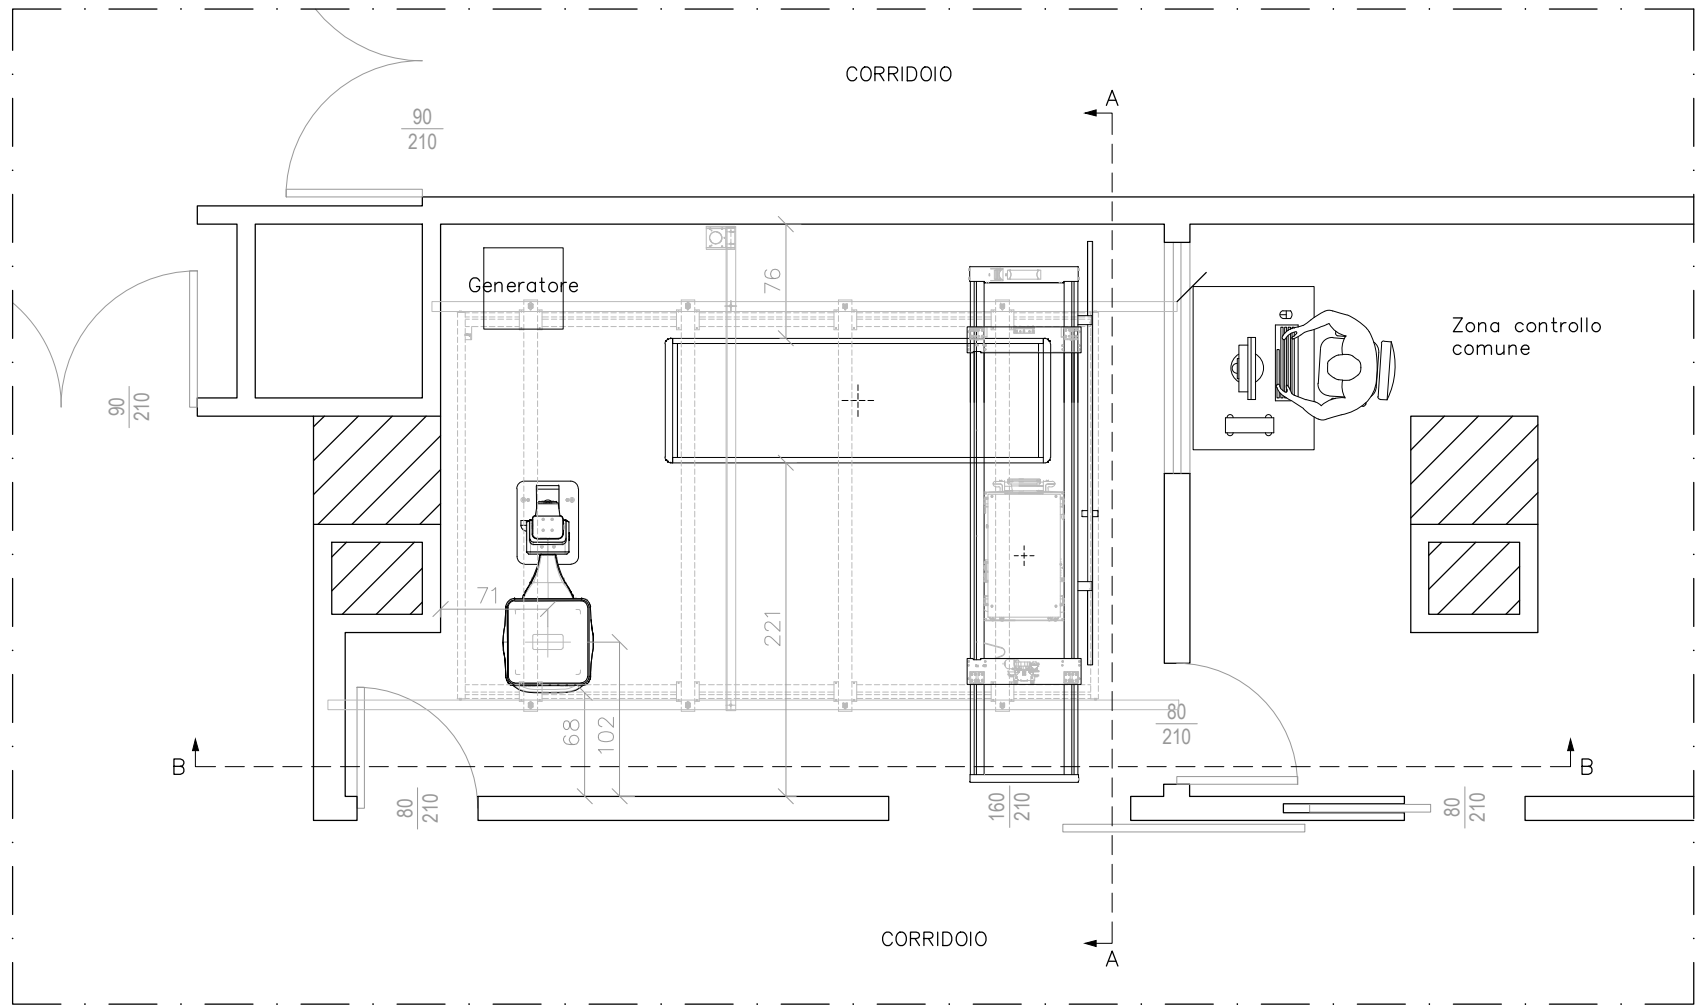 CORRIDOIO
A
90
210
Generatore
76
Zona controllo
comune
90
210
71
221
68
102
80
210
B
B
80
210
160
210
80
210
CORRIDOIO
A